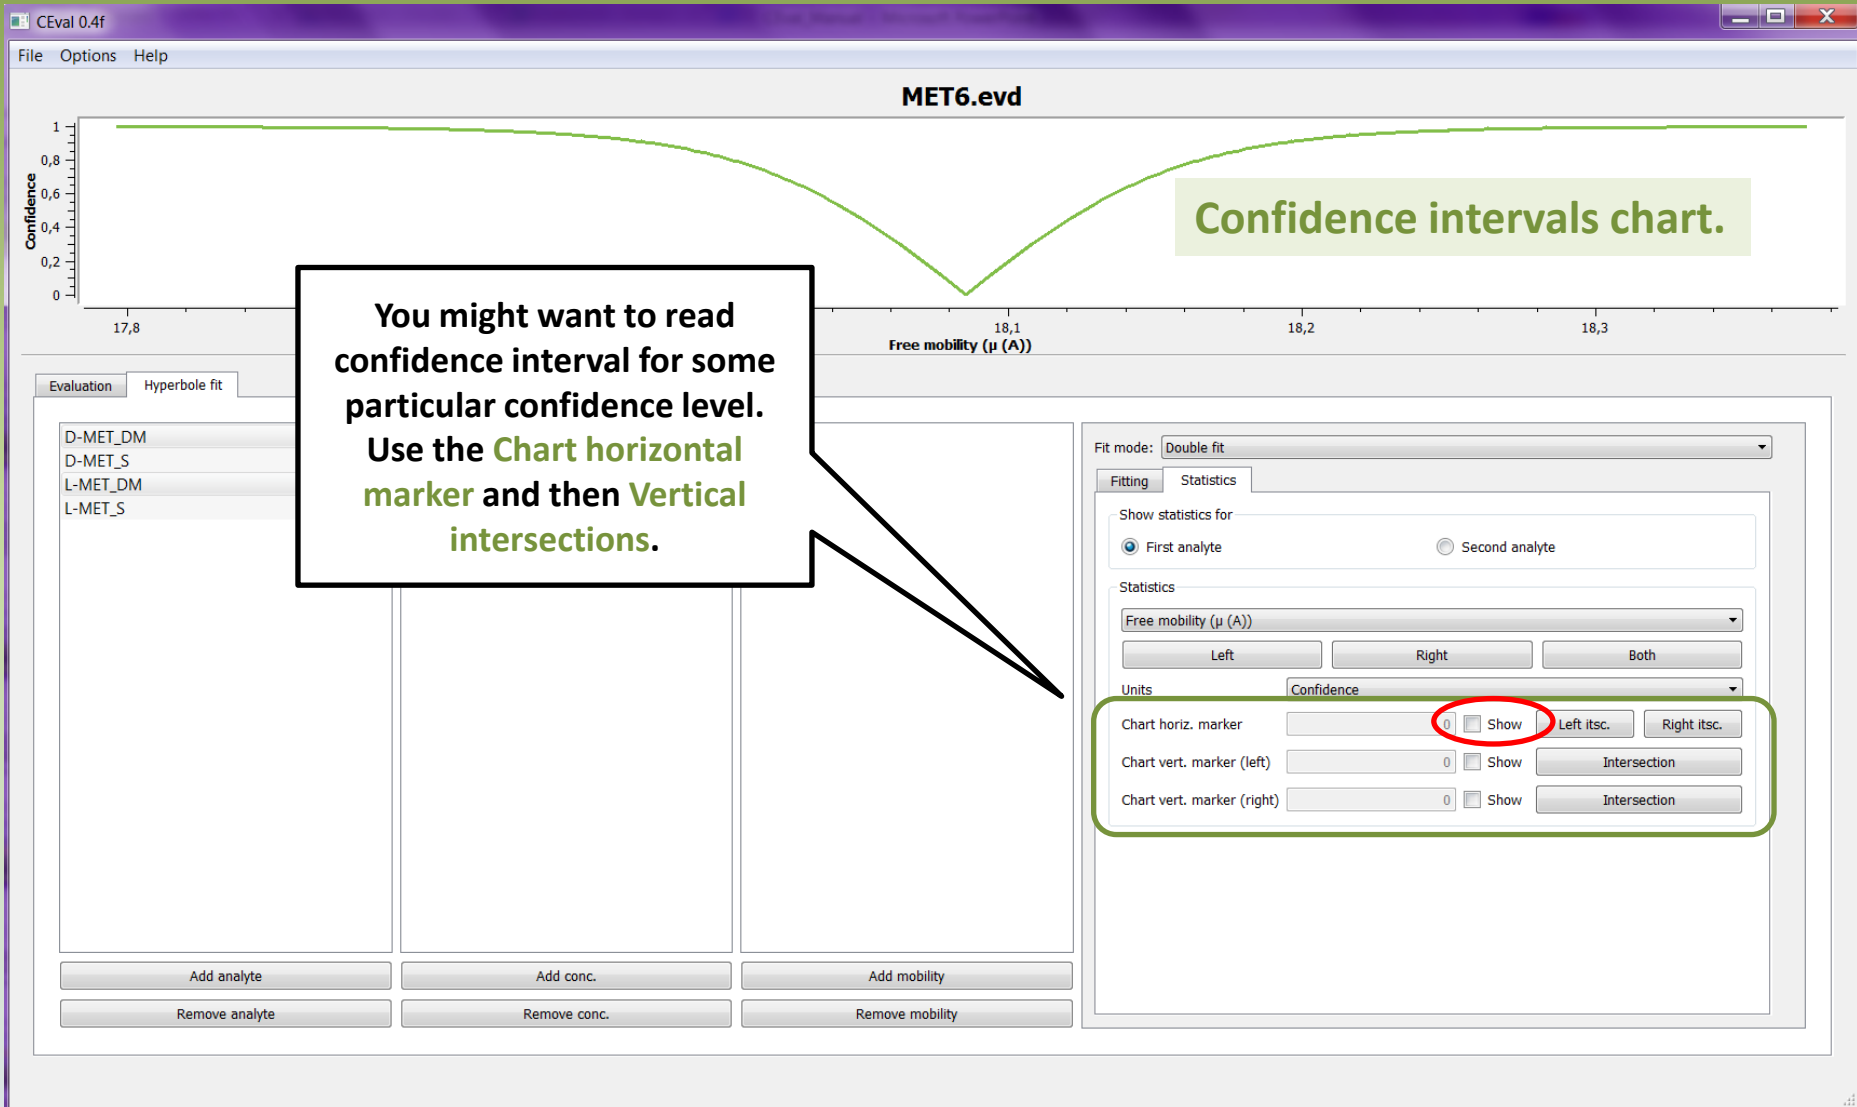 CEval 0.4f
File Options Help
MET6.evd
Confidence
1
0,8
0,6
0,4
0,2
0
Confidence intervals chart.
17,8
18,1
18,2
18,3
Free mobility (μ (A))
You might want to read
confidence interval for some
particular confidence level.
Use the Chart horizontal
marker and then Vertical
intersections.
Evaluation Hyperbole fit
D-MET_DM
D-MET_S
L-MET_DM
L-MET_S
Fit mode: Double fit
Fitting Statistics
Show statistics for
First analyte Second analyte
Statistics
Free mobility (μ (A))
Left Right Both
Units Confidence
Chart horiz. marker 0 Show Left itsc. Right itsc.
Chart vert. marker (left) 0 Show Intersection
Chart vert. marker (right) 0 Show Intersection
Add analyte Add conc. Add mobility
Remove analyte Remove conc. Remove mobility